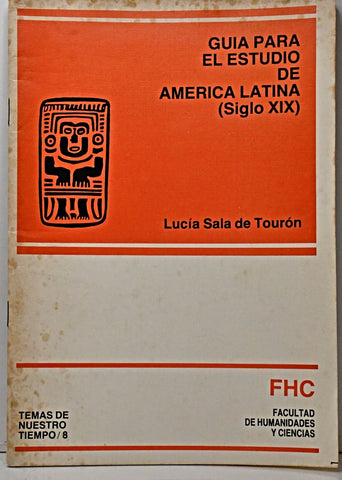 GUIA PARA
EL ESTUDIO
DE
AMERICA LATINA
(Siglo XIX)
Lucía Sala de Tourón
FHC
FACULTAD
DE HUMANIDADES
Y CIENCIAS
TEMAS DE
NUESTRO
TIEMPO/8